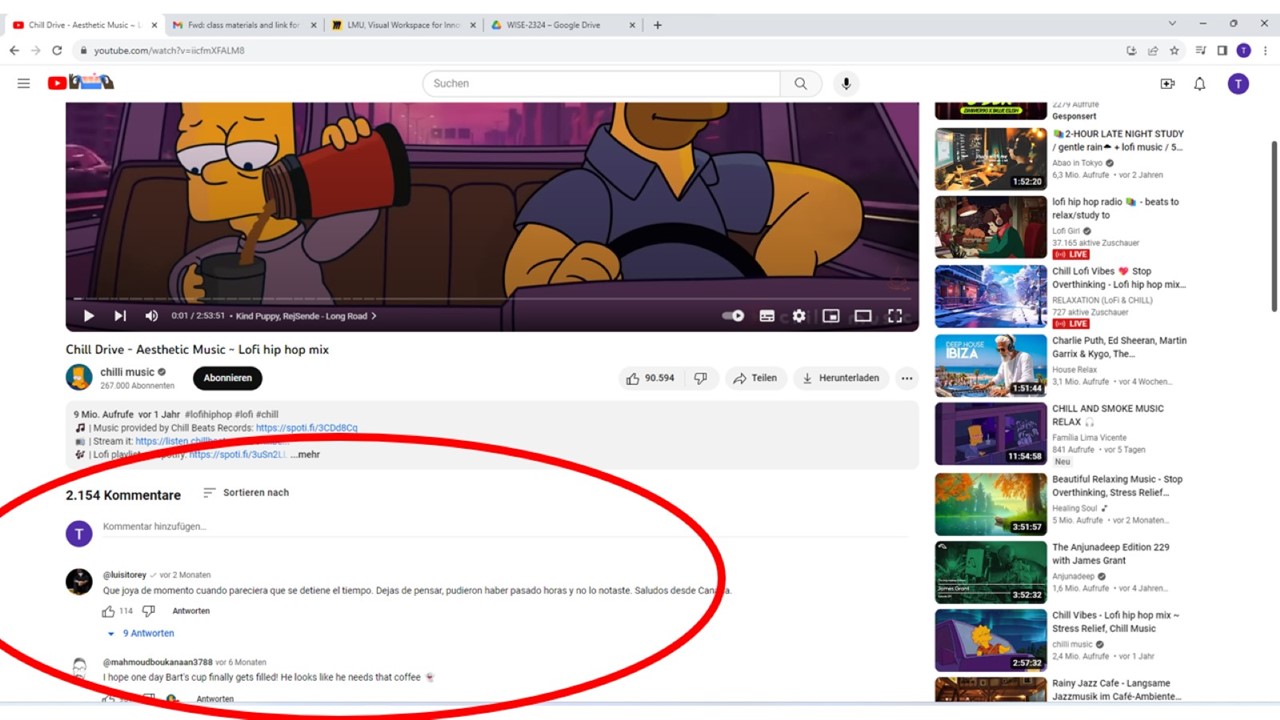 Chill Drive - Aesthetic Music ~ L
Fwd: class materials and link fo
LMU, Visual Workspace for Inno
WISE-2324 – Google Drive
youtube.com/watch?v=iicfmXFALM8
T
Suchen
T
0:01 / 2:53:51 • Kind Puppy, RejSende - Long Road
Chill Drive - Aesthetic Music ~ Lofi hip hop mix
chilli music
267.000 Abonnenten
Abonnieren
90.594
Teilen
Herunterladen
9 Mio. Aufrufe vor 1 Jahr #lofihiphop #lofi #chill
| Music provided by Chill Beats Records: https://spoti.fi/3CDd8Cq
| Stream it: https://listen.
| Lofi https://spoti.fi/3uSn2 ...mehr
2.154 Kommentare
Sortieren nach
T
Kommentar hinzufügen...
@luisitorey vor 2 Monaten
Que joya de momento cuando pareciera que se detiene el tiempo. Dejas de pensar, pudieron haber pasado horas y no lo notaste. Saludos desde
114
Antworten
9 Antworten
@mahmoudboukanaan3788 vor 6 Monaten
I hope one day Bart's cup finally gets filled! He looks like he needs that coffee
Antworten
2279 Aufrufe
Gesponsert
2-HOUR LATE NIGHT STUDY
/ gentle rain + lofi music / 5...
Abao in Tokyo
6,3 Mio. Aufrufe • vor 2 Jahren
1:52:20
lofi hip hop radio - beats to
relax/study to
Lofi Girl
37.165 aktive Zuschauer
LIVE
Chill Lofi Vibes Stop
Overthinking - Lofi hip hop mix...
RELAXATION (LoFi & CHILL)
727 aktive Zuschauer
LIVE
DEEP HOUSE
IBIZA
Charlie Puth, Ed Sheeran, Martin
Garrix & Kygo, The...
House Relax
3,1 Mio. Aufrufe • vor 4 Wochen...
1:51:44
CHILL AND SMOKE MUSIC
RELAX
Família Lima Vicente
841 Aufrufe • vor 5 Tagen
Neu
11:54:58
Beautiful Relaxing Music - Stop
Overthinking, Stress Relief...
Healing Soul
5 Mio. Aufrufe • vor 2 Monaten...
3:51:57
The Anjunadeep Edition 229
with James Grant
Anjunadeep
1,6 Mio. Aufrufe • vor 4 Jahren...
3:52:32
Chill Vibes - Lofi hip hop mix ~
Stress Relief, Chill Music
chilli music
2,4 Mio. Aufrufe • vor 1 Jahr
2:57:32
Rainy Jazz Cafe - Langsame
Jazzmusik im Café-Ambiente...